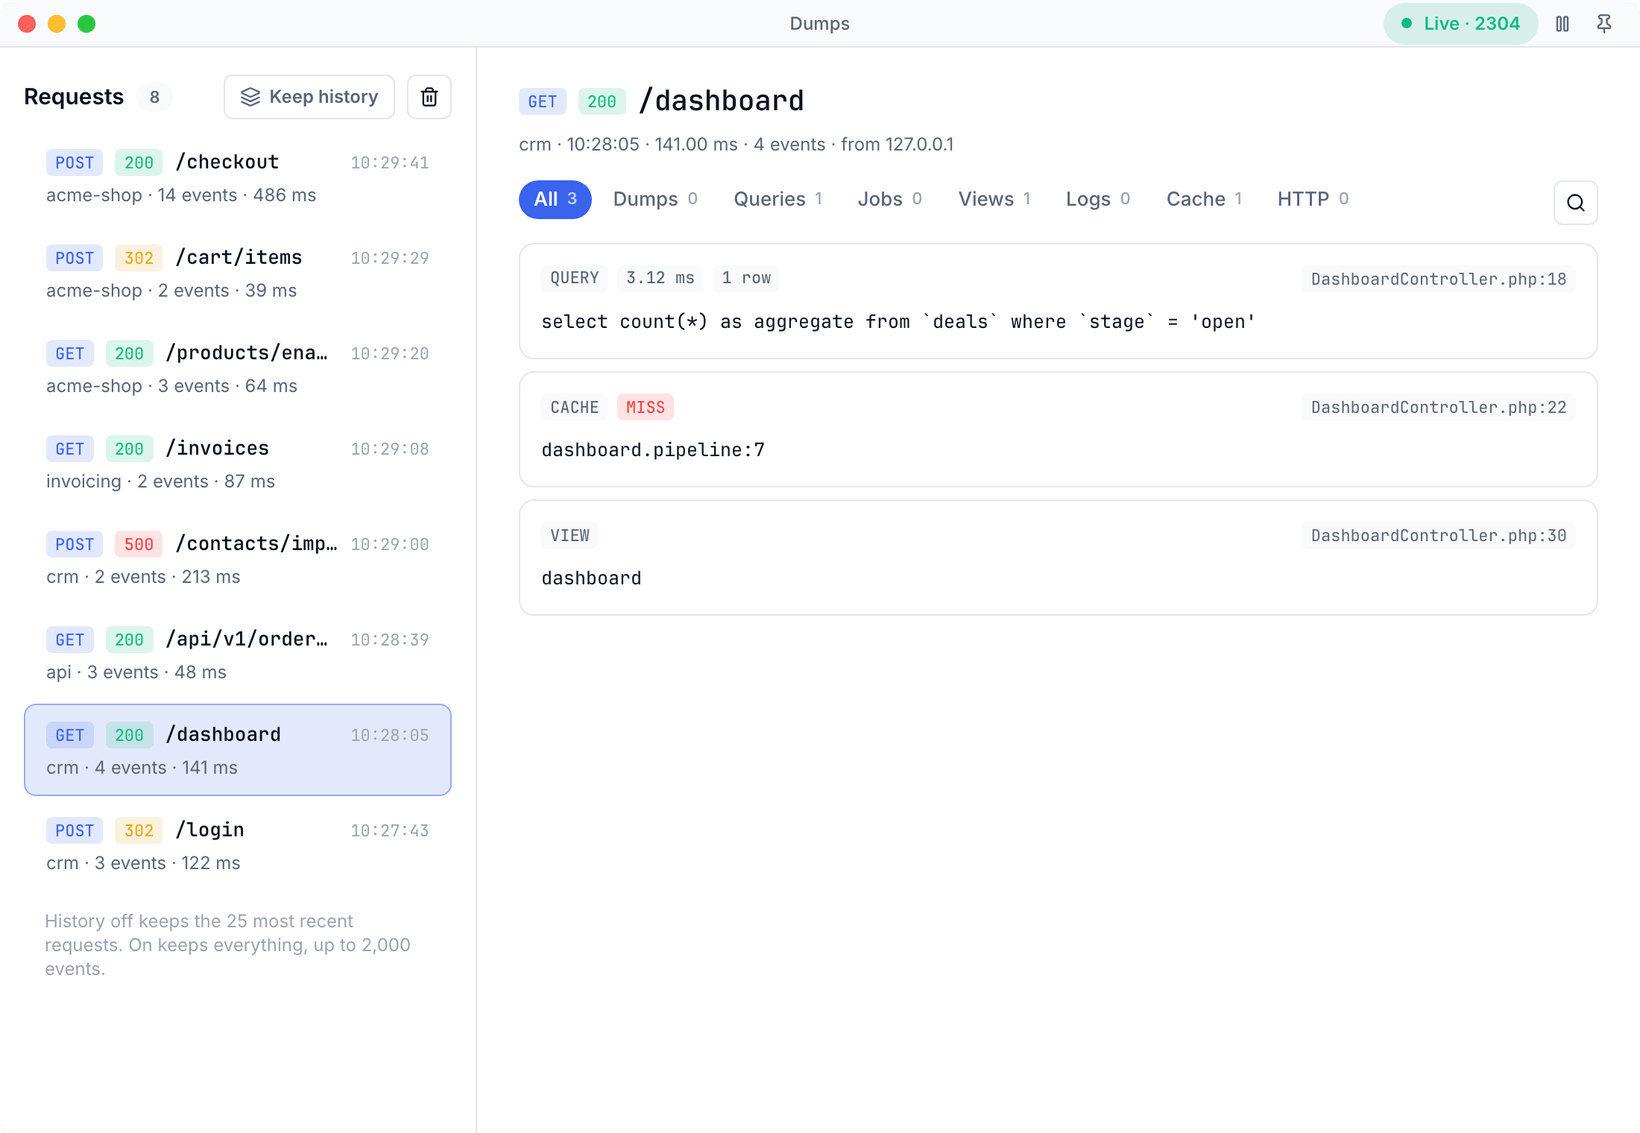 Dumps
Live · 2304
Requests 8
Keep history
POST 200 /checkout 10:29:41
acme-shop · 14 events · 486 ms
POST 302 /cart/items 10:29:29
acme-shop · 2 events · 39 ms
GET 200 /products/ena… 10:29:20
acme-shop · 3 events · 64 ms
GET 200 /invoices 10:29:08
invoicing · 2 events · 87 ms
POST 500 /contacts/imp… 10:29:00
crm · 2 events · 213 ms
GET 200 /api/v1/order… 10:28:39
api · 3 events · 48 ms
GET 200 /dashboard 10:28:05
crm · 4 events · 141 ms
POST 302 /login 10:27:43
crm · 3 events · 122 ms
History off keeps the 25 most recent
requests. On keeps everything, up to 2,000
events.
GET 200 /dashboard
crm · 10:28:05 · 141.00 ms · 4 events · from 127.0.0.1
All 3 Dumps 0 Queries 1 Jobs 0 Views 1 Logs 0 Cache 1 HTTP 0
QUERY 3.12 ms 1 row DashboardController.php:18
select count(*) as aggregate from `deals` where `stage` = 'open'
CACHE MISS DashboardController.php:22
dashboard.pipeline:7
VIEW DashboardController.php:30
dashboard